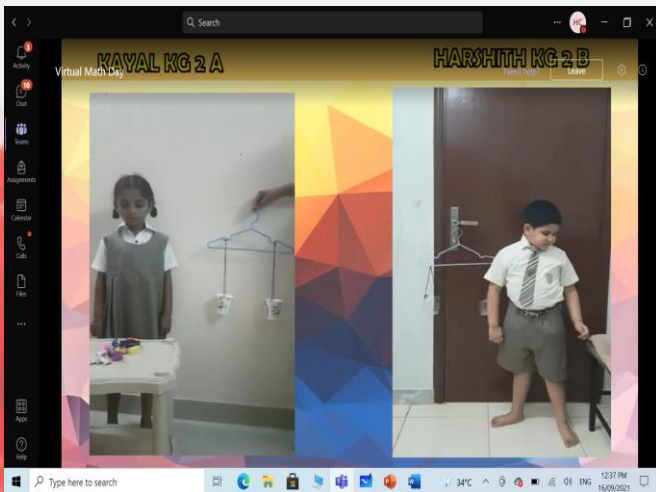 Search
HC
KAYAL KG 2 A
HARSHITH KG 2 B
Virtual Math Day
Need help?
Leave
Activity
Chat
Teams
Assignments
Calendar
Calls
Files
Apps
Help
Type here to search
34°C
ENG
12:37 PM
16/09/2021